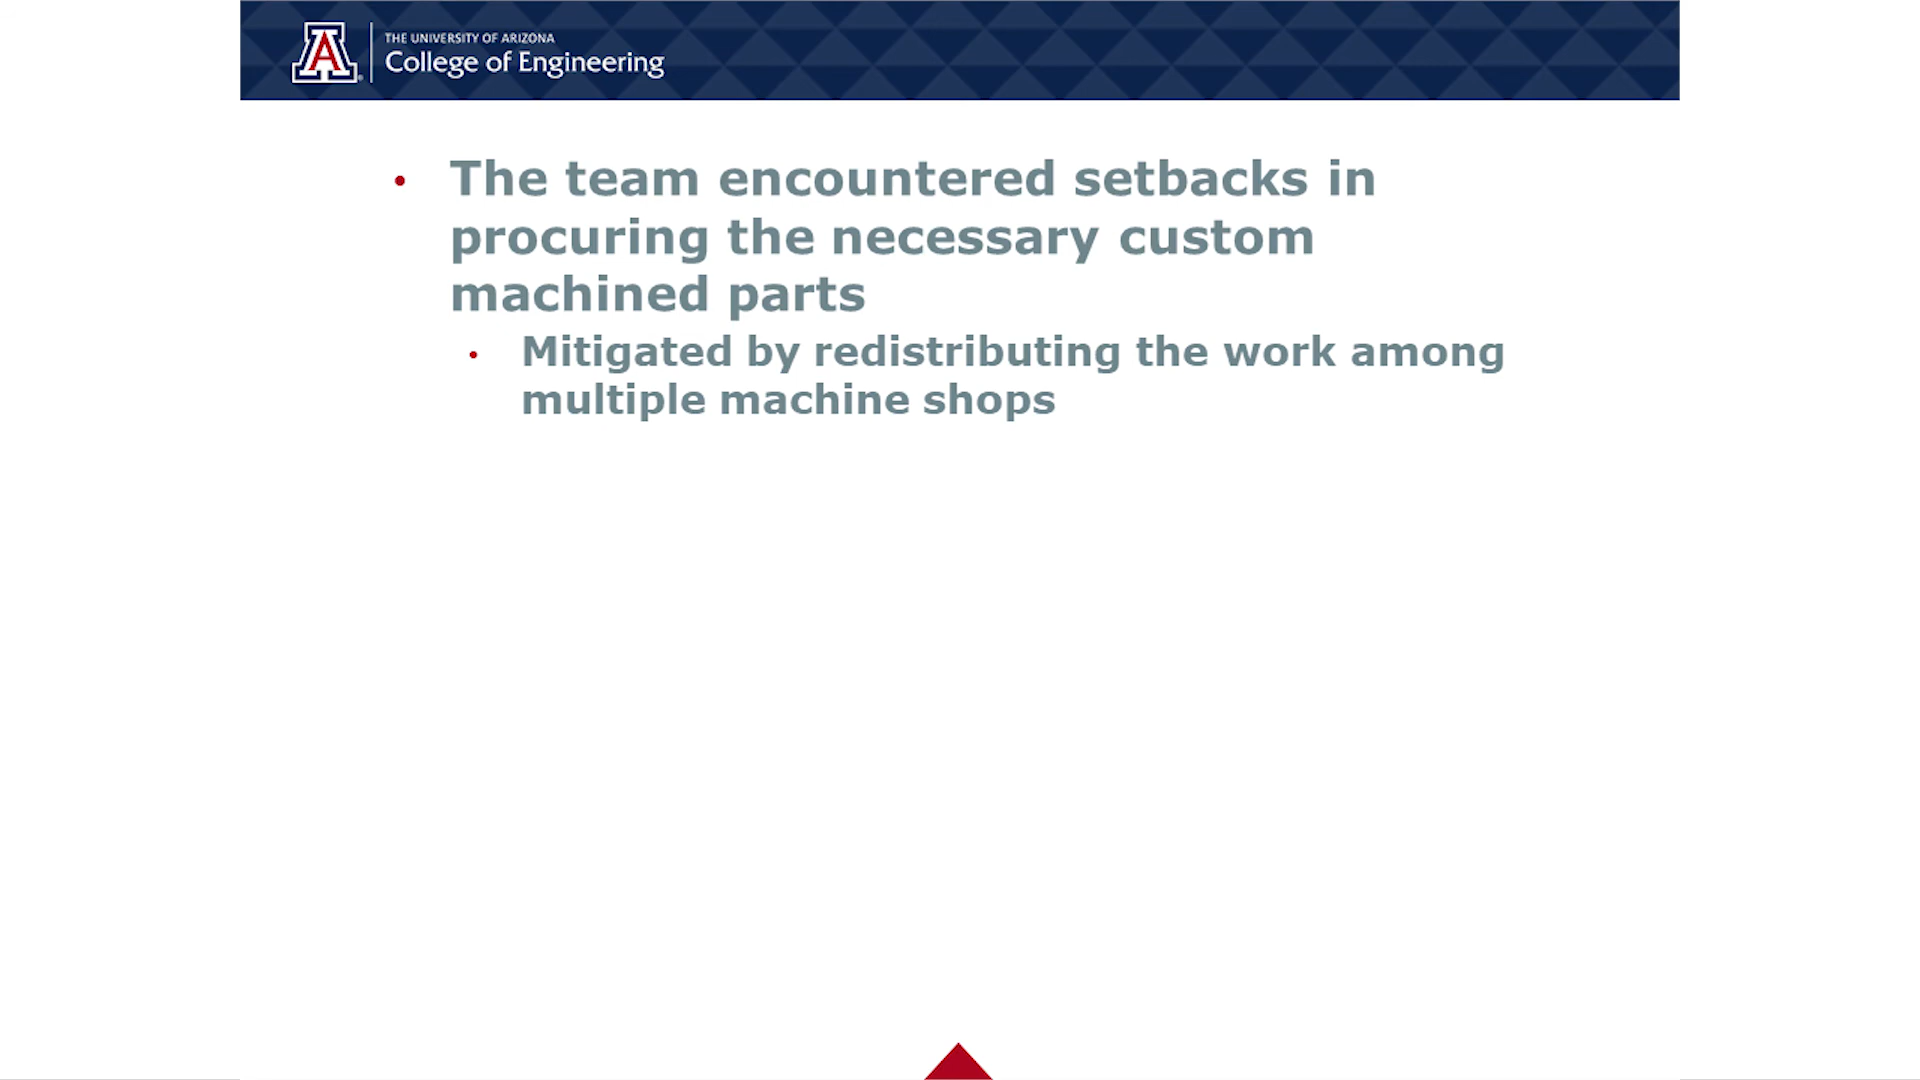 THE UNIVERSITY OF ARIZONA
College of Engineering
• The team encountered setbacks in
procuring the necessary custom
machined parts
• Mitigated by redistributing the work among
multiple machine shops